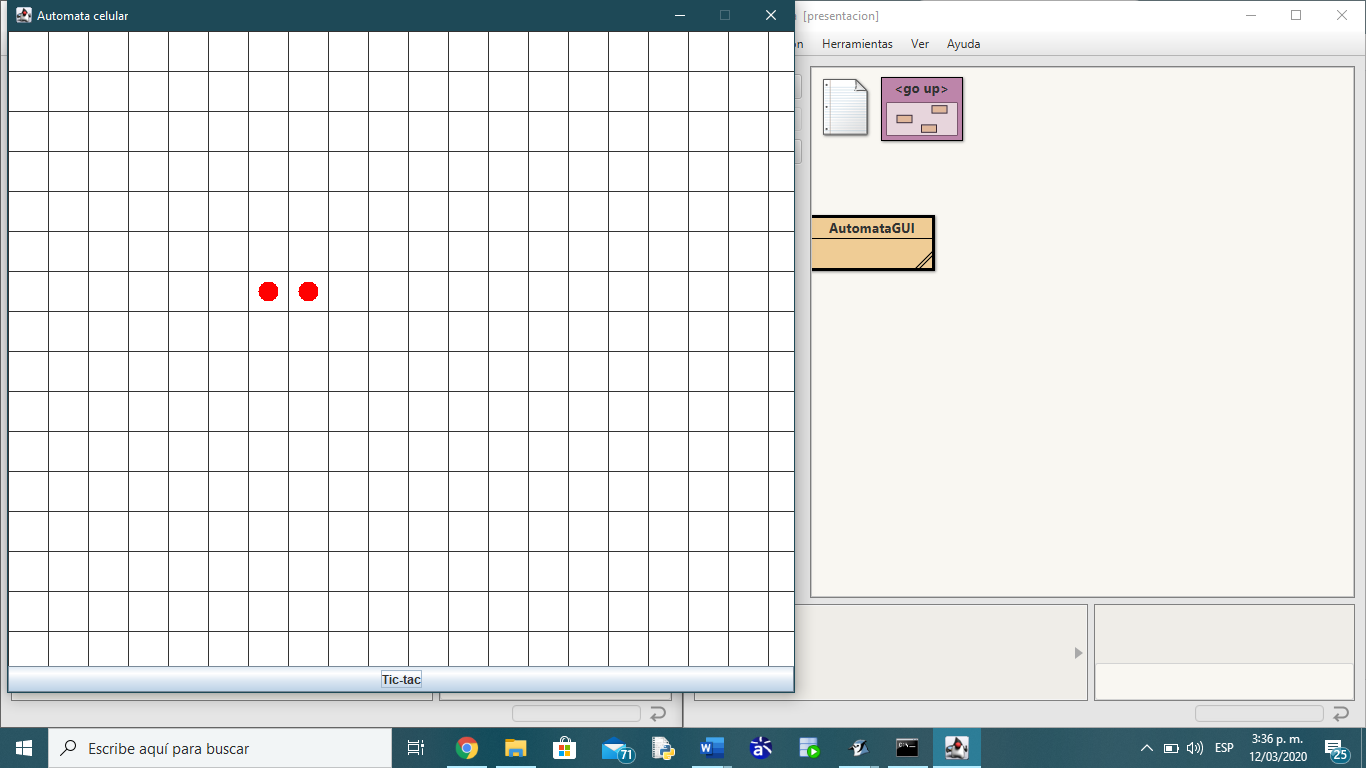 Automata celular
[presentacion]
Herramientas
Ver
Ayuda
<go up>
AutomataGUI
Tic-tac
Escribe aquí para buscar
71
W
ESP
3:36 p. m.
12/03/2020
25